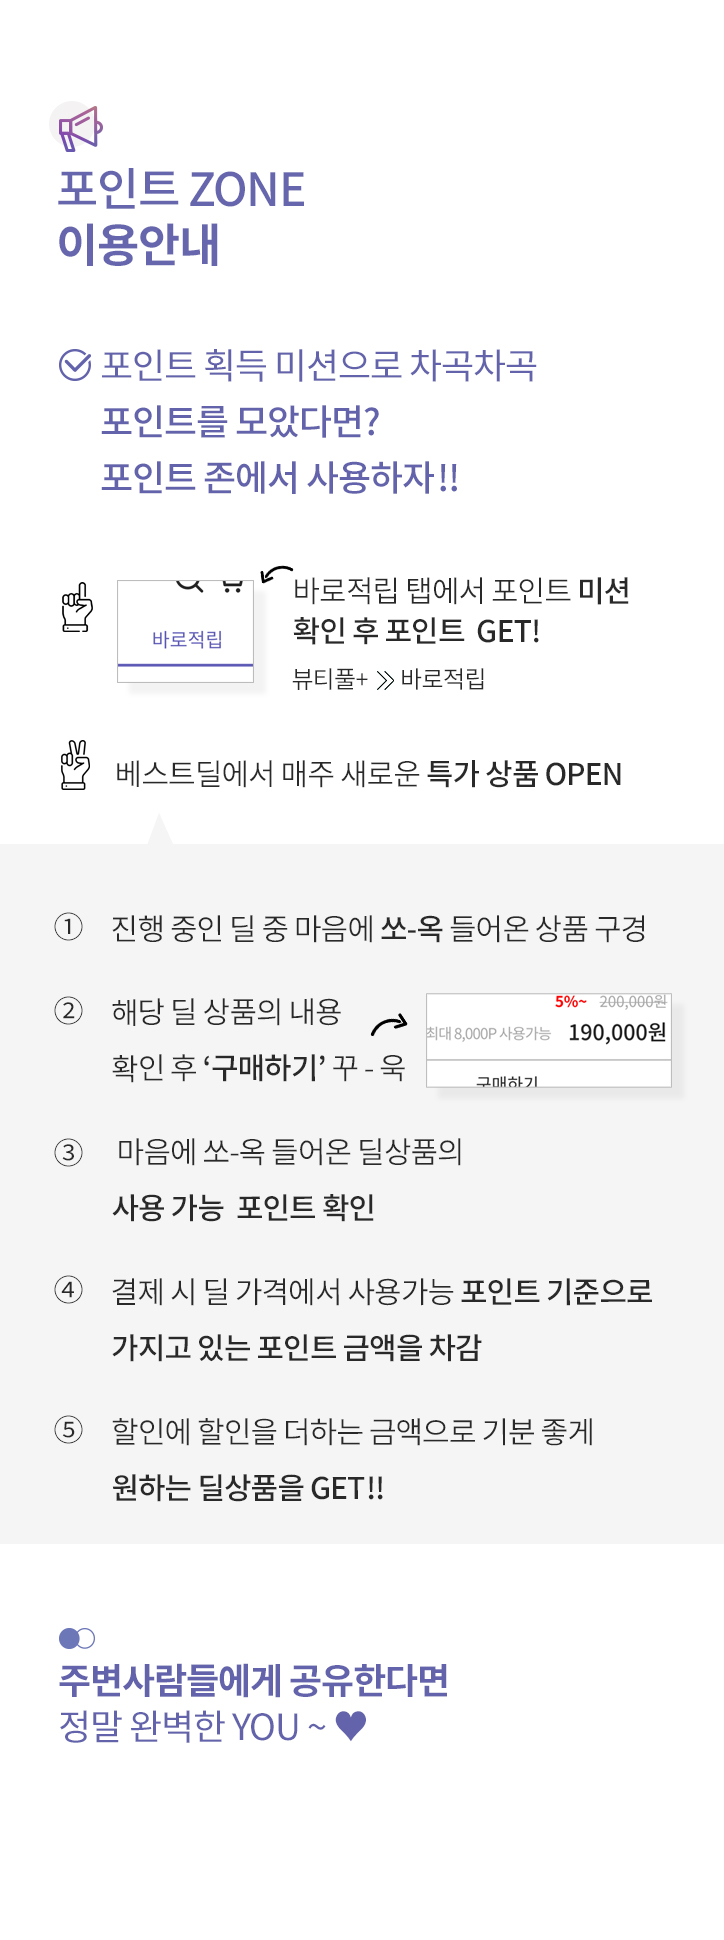 포인트 ZONE
이용안내
포인트 획득 미션으로 차곡차곡
포인트를 모았다면?
포인트 존에서 사용하자!!
바로적립
바로적립 탭에서 포인트 미션
확인 후 포인트 GET!
뷰티풀+ >> 바로적립
베스트딜에서 매주 새로운 특가 상품 OPEN
① 진행 중인 딜 중 마음에 쏘-옥 들어온 상품 구경
② 해당 딜 상품의 내용
확인 후 ‘구매하기’ 꾸 - 욱
5%~ 200,000원
최대 8,000P 사용가능 190,000원
구매하기
③ 마음에 쏘-옥 들어온 딜상품의
사용 가능 포인트 확인
④ 결제 시 딜 가격에서 사용가능 포인트 기준으로
가지고 있는 포인트 금액을 차감
⑤ 할인에 할인을 더하는 금액으로 기분 좋게
원하는 딜상품을 GET!!
주변사람들에게 공유한다면
정말 완벽한 YOU ~ ♥